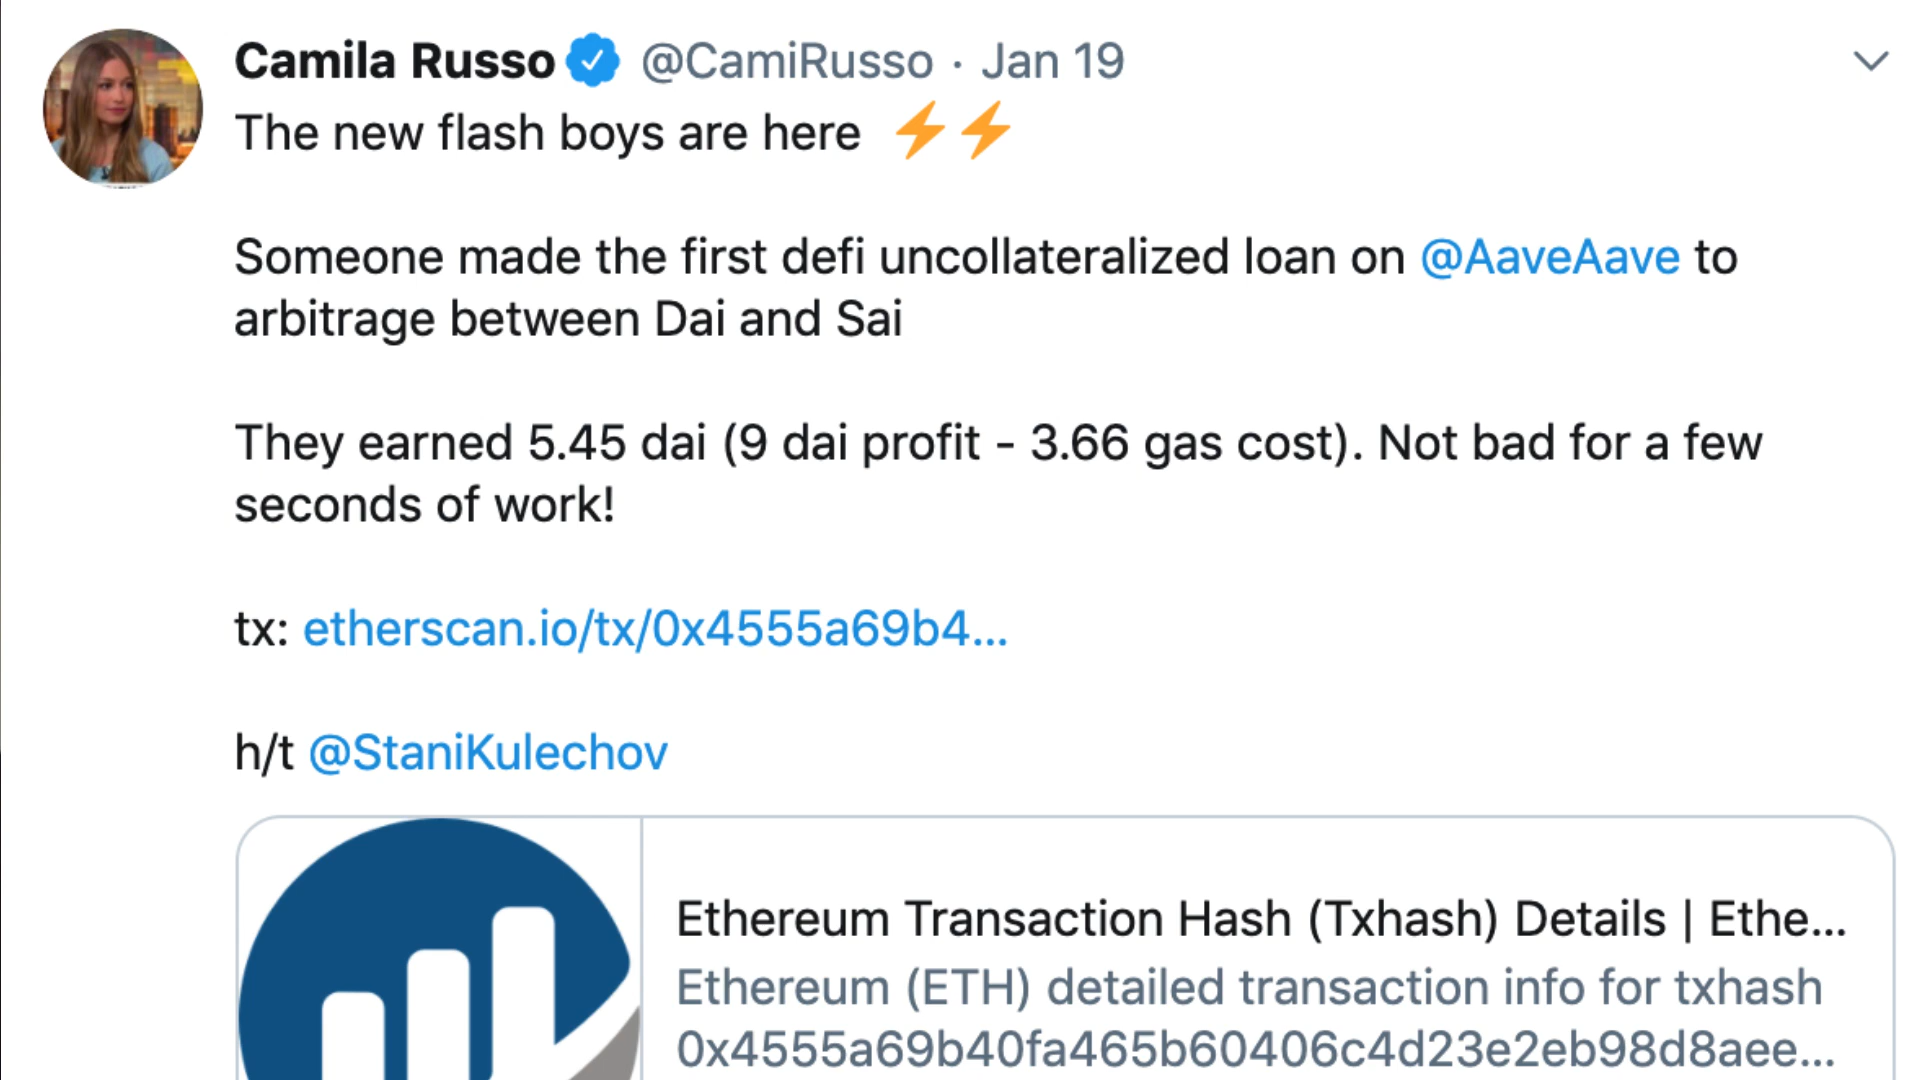 Camila Russo @CamiRusso · Jan 19
The new flash boys are here ⚡⚡
Someone made the first defi uncollateralized loan on @AaveAave to
arbitrage between Dai and Sai
They earned 5.45 dai (9 dai profit - 3.66 gas cost). Not bad for a few
seconds of work!
tx: etherscan.io/tx/0x4555a69b4...
h/t @StaniKulechov
Ethereum Transaction Hash (Txhash) Details | Ethe...
Ethereum (ETH) detailed transaction info for txhash
0x4555a69b40fa465b60406c4d23e2eb98d8aee...